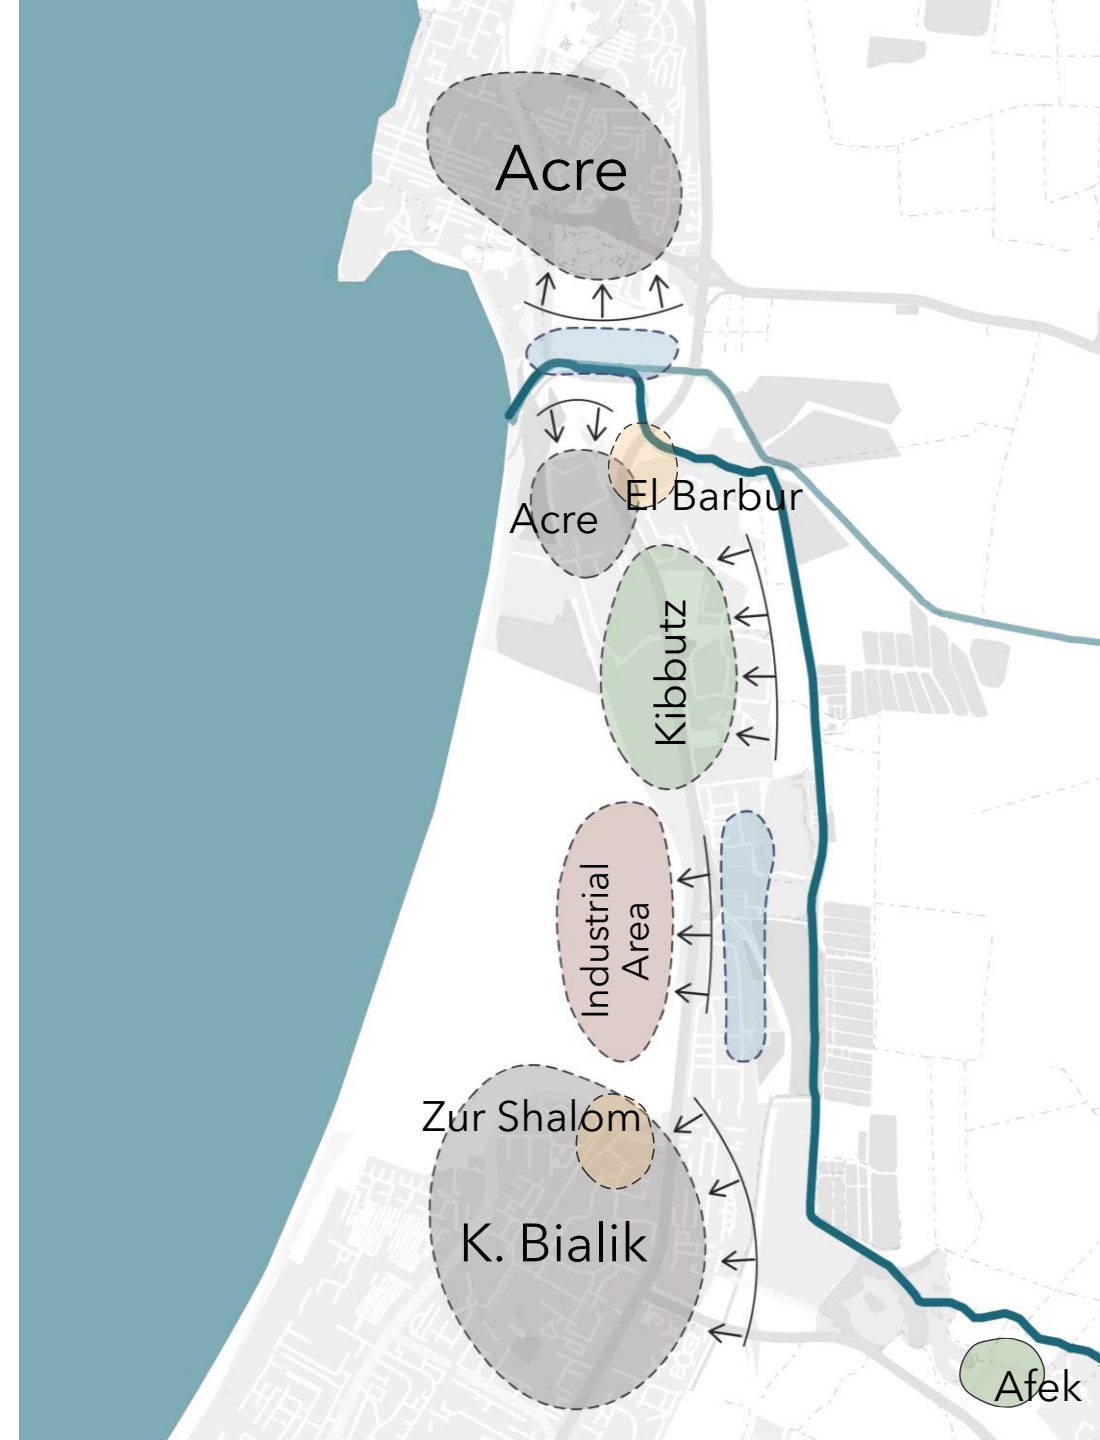 Acre
El Barbur
Acre
Kibbutz
Industrial
Area
Zur Shalom
K. Bialik
Afek